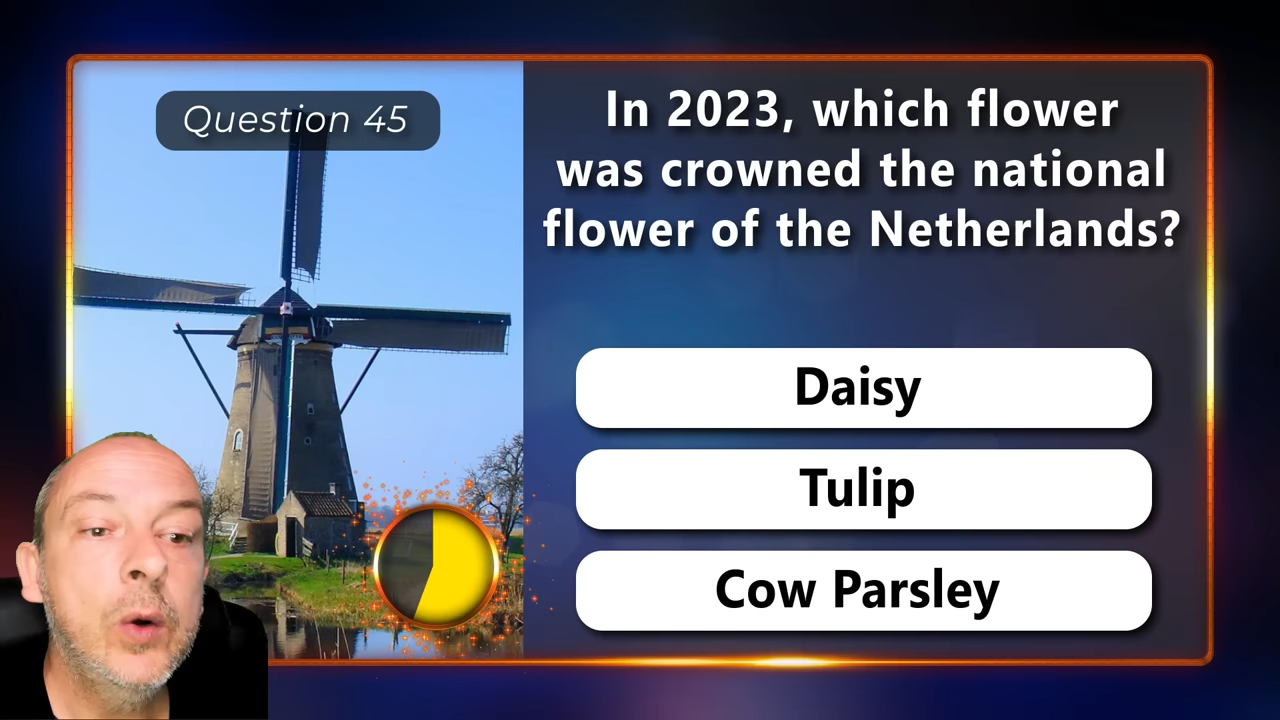 Question 45
In 2023, which flower
was crowned the national
flower of the Netherlands?
Daisy
Tulip
Cow Parsley